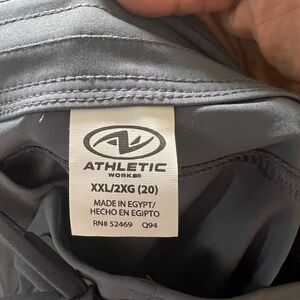 ATHLETIC
WORKS®
XXL/2XG (20)
MADE IN EGYPT/
HECHO EN EGIPTO
RN# 52469 Q94